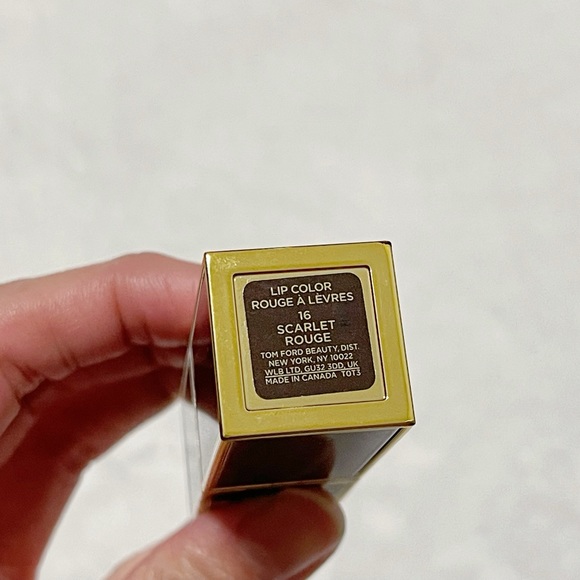 LIP COLOR
ROUGE À LÈVRES
16
SCARLET
ROUGE
TOM FORD BEAUTY, DIST.
NEW YORK, NY 10022
WLB LTD, GU32 3DD, UK
MADE IN CANADA T0T3